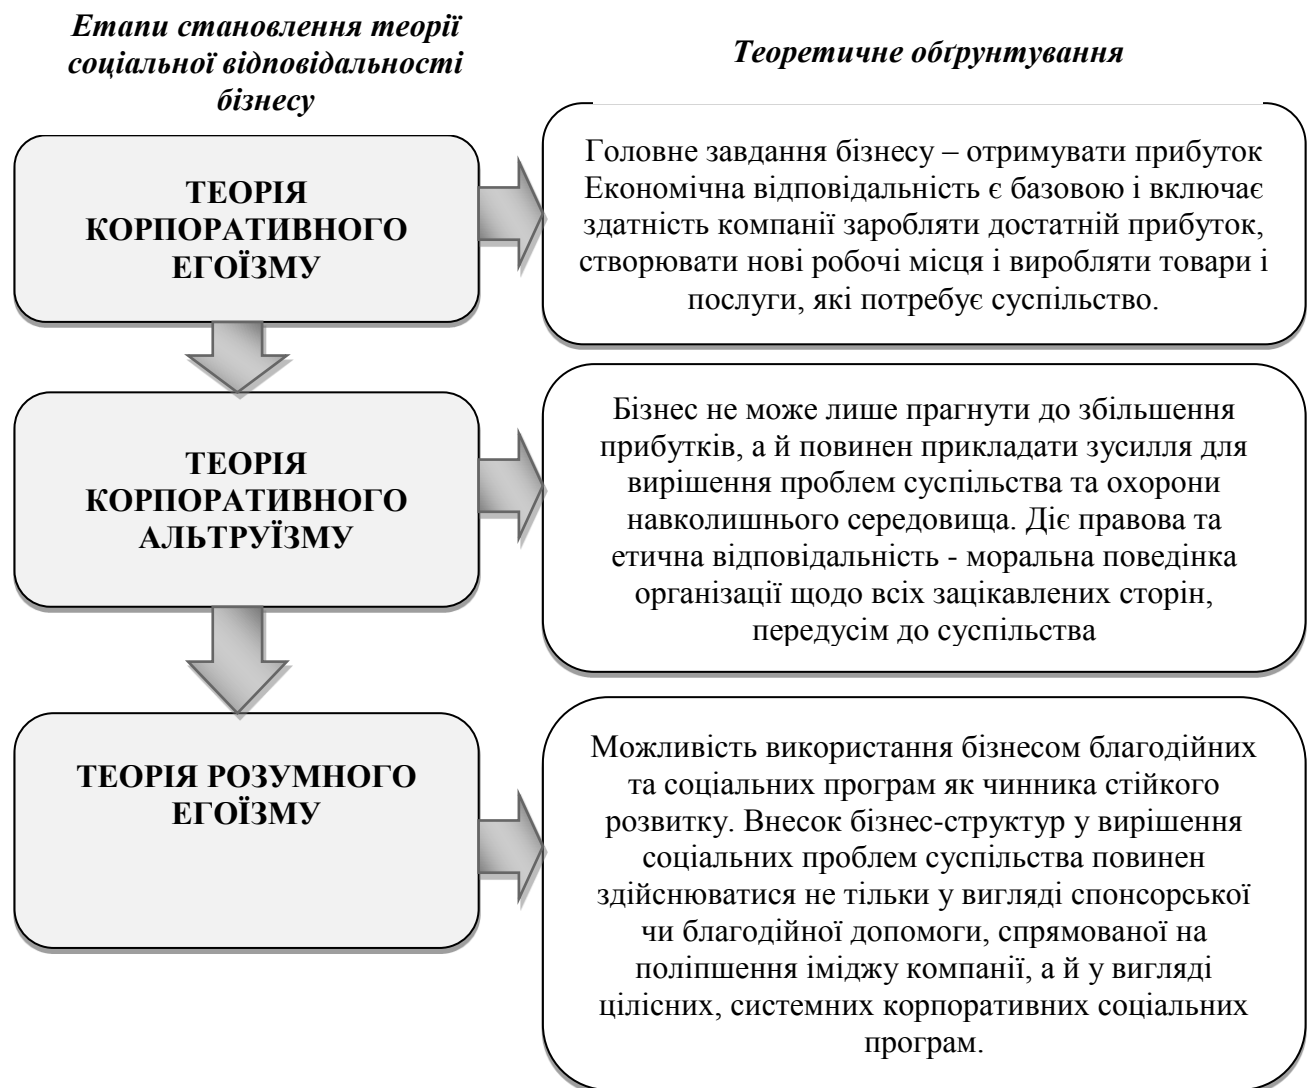 Етапи становлення теорії
соціальної відповідальності
бізнесу
Теоретичне обґрунтування
ТЕОРІЯ
КОРПОРАТИВНОГО
ЕГОЇЗМУ
Головне завдання бізнесу – отримувати прибуток
Економічна відповідальність є базовою і включає
здатність компанії заробляти достатній прибуток,
створювати нові робочі місця і виробляти товари і
послуги, які потребує суспільство.
ТЕОРІЯ
КОРПОРАТИВНОГО
АЛЬТРУЇЗМУ
Бізнес не може лише прагнути до збільшення
прибутків, а й повинен прикладати зусилля для
вирішення проблем суспільства та охорони
навколишнього середовища. Діє правова та
етична відповідальність - моральна поведінка
організації щодо всіх зацікавлених сторін,
передусім до суспільства
ТЕОРІЯ РОЗУМНОГО
ЕГОЇЗМУ
Можливість використання бізнесом благодійних
та соціальних програм як чинника стійкого
розвитку. Внесок бізнес-структур у вирішення
соціальних проблем суспільства повинен
здійснюватися не тільки у вигляді спонсорської
чи благодійної допомоги, спрямованої на
поліпшення іміджу компанії, а й у вигляді
цілісних, системних корпоративних соціальних
програм.